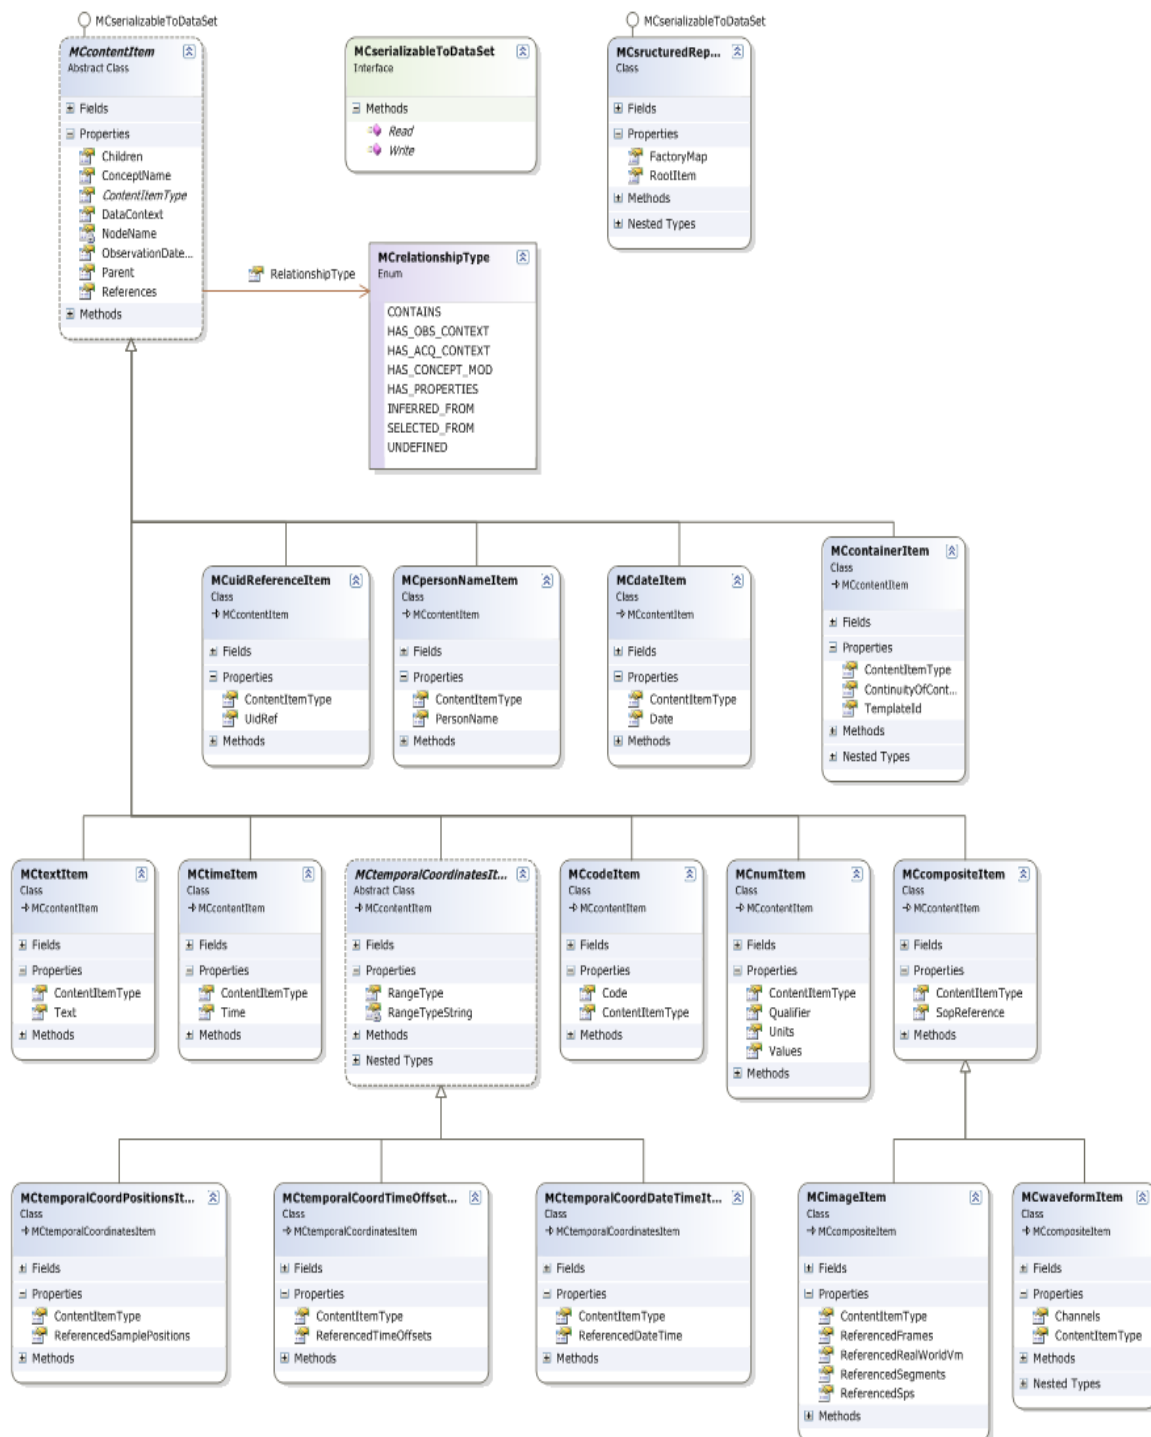 MCserializableToDataSet
MCcontentItem
Abstract Class
Fields
Properties
Children
ConceptName
ContentItemType
DataContext
NodeName
ObservationDate...
Parent
References
Methods
MCserializableToDataSet
Interface
Methods
Read
Write
MCserializableToDataSet
MCsructuredRep...
Class
Fields
Properties
FactoryMap
RootItem
Methods
Nested Types
RelationshipType
MCrelationshipType
Enum
CONTAINS
HAS_OBS_CONTEXT
HAS_ACQ_CONTEXT
HAS_CONCEPT_MOD
HAS_PROPERTIES
INFERRED_FROM
SELECTED_FROM
UNDEFINED
MCuidReferenceItem
Class
MCcontentItem
Fields
Properties
ContentItemType
UidRef
Methods
MCpersonNameItem
Class
MCcontentItem
Fields
Properties
ContentItemType
PersonName
Methods
MCdateItem
Class
MCcontentItem
Fields
Properties
ContentItemType
Date
Methods
MCcontainerItem
Class
MCcontentItem
Fields
Properties
ContentItemType
ContinuityOfCont...
TemplateId
Methods
Nested Types
MCtextItem
Class
MCcontentItem
Fields
Properties
ContentItemType
Text
Methods
MCtimeItem
Class
MCcontentItem
Fields
Properties
ContentItemType
Time
Methods
MCtemporalCoordinatesIt...
Abstract Class
MCcontentItem
Fields
Properties
RangeType
RangeTypeString
Methods
Nested Types
MCcodeItem
Class
MCcontentItem
Fields
Properties
Code
ContentItemType
Methods
MCnumItem
Class
MCcontentItem
Fields
Properties
ContentItemType
Qualifier
Units
Values
Methods
MCcompositeItem
Class
MCcontentItem
Fields
Properties
ContentItemType
SopReference
Methods
MCtemporalCoordPositionsIt...
Class
MCtemporalCoordinatesItem
Fields
Properties
ContentItemType
ReferencedSamplePositions
Methods
MCtemporalCoordTimeOffset...
Class
MCtemporalCoordinatesItem
Fields
Properties
ContentItemType
ReferencedTimeOffsets
Methods
MCtemporalCoordDateTimeIt...
Class
MCtemporalCoordinatesItem
Fields
Properties
ContentItemType
ReferencedDateTime
Methods
MCimageItem
Class
MCcompositeItem
Fields
Properties
ContentItemType
ReferencedFrames
ReferencedRealWorldVm
ReferencedSegments
ReferencedSps
Methods
MCwaveformItem
Class
MCcompositeItem
Fields
Properties
Channels
ContentItemType
Methods
Nested Types